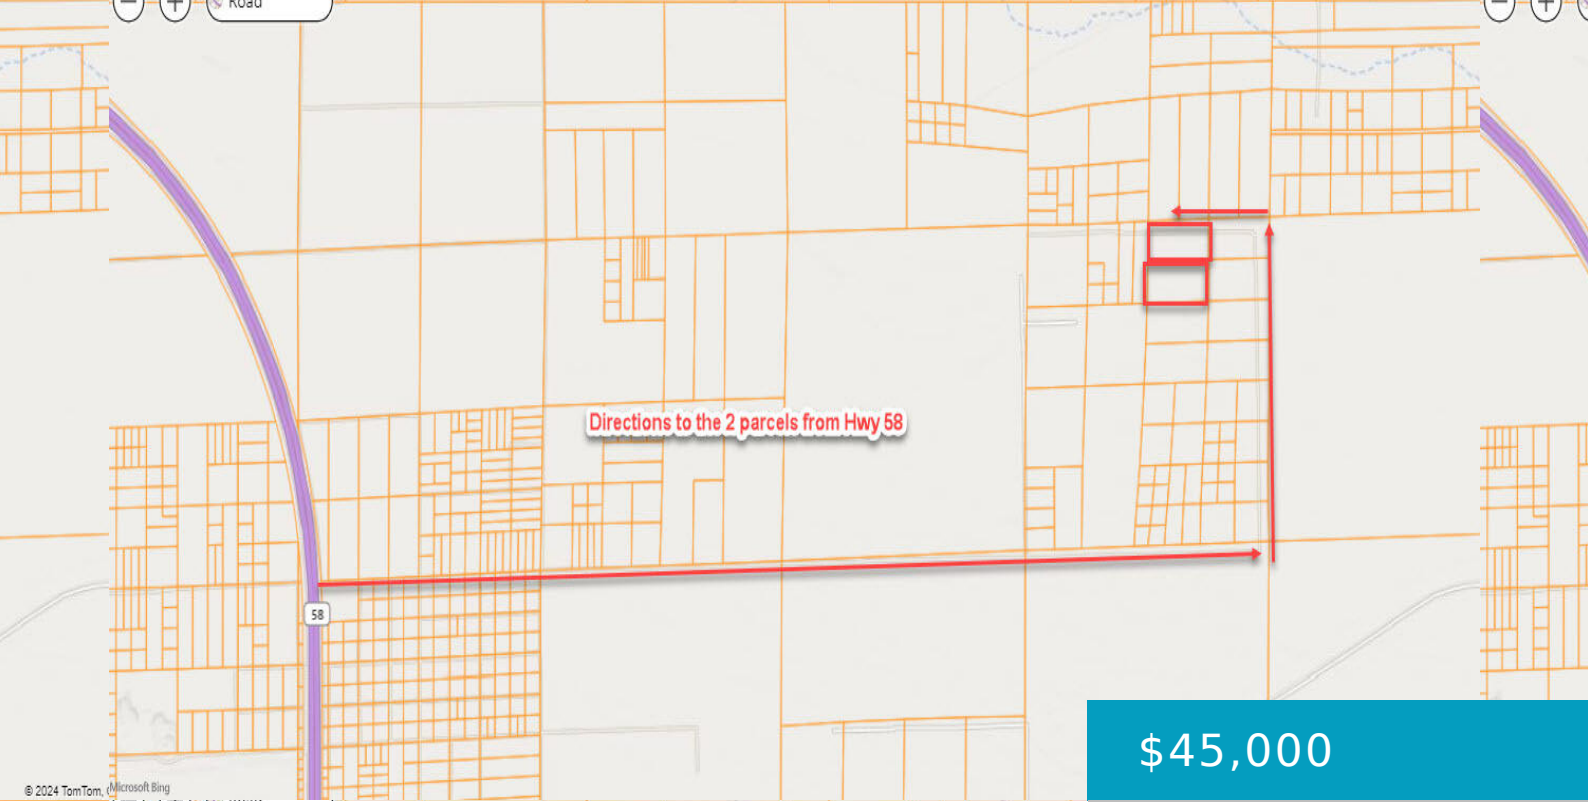 Road
Directions to the 2 parcels from Hwy 58
58
$45,000
© 2024 TomTom,
Microsoft Bing